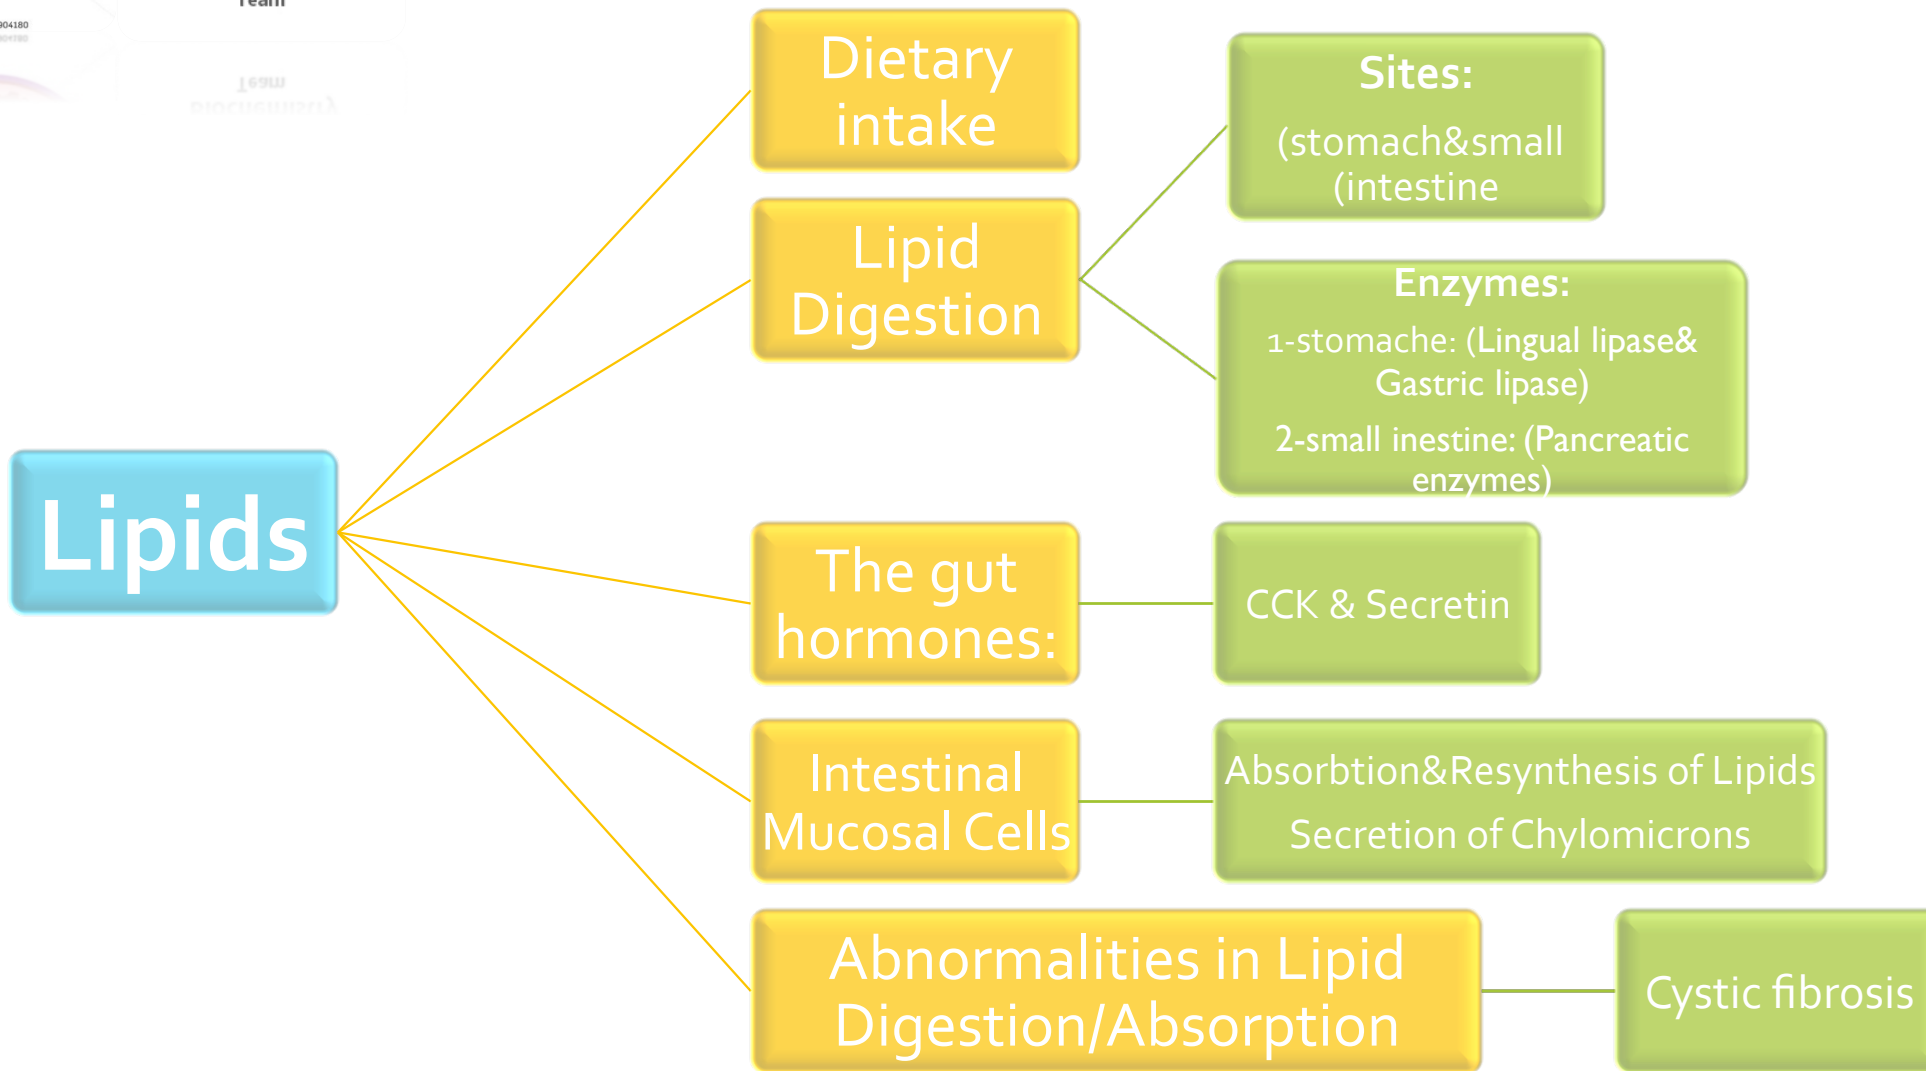 904180
Team
Dietary
intake
Lipid
Digestion
Sites:
(stomach&small
(intestine
Enzymes:
1-stomache: (Lingual lipase&
Gastric lipase)
2-small inestine: (Pancreatic
enzymes)
Lipids
The gut
hormones:
CCK & Secretin
Intestinal
Mucosal Cells
Absorbtion&Resynthesis of Lipids
Secretion of Chylomicrons
Abnormalities in Lipid
Digestion/Absorption
Cystic fibrosis